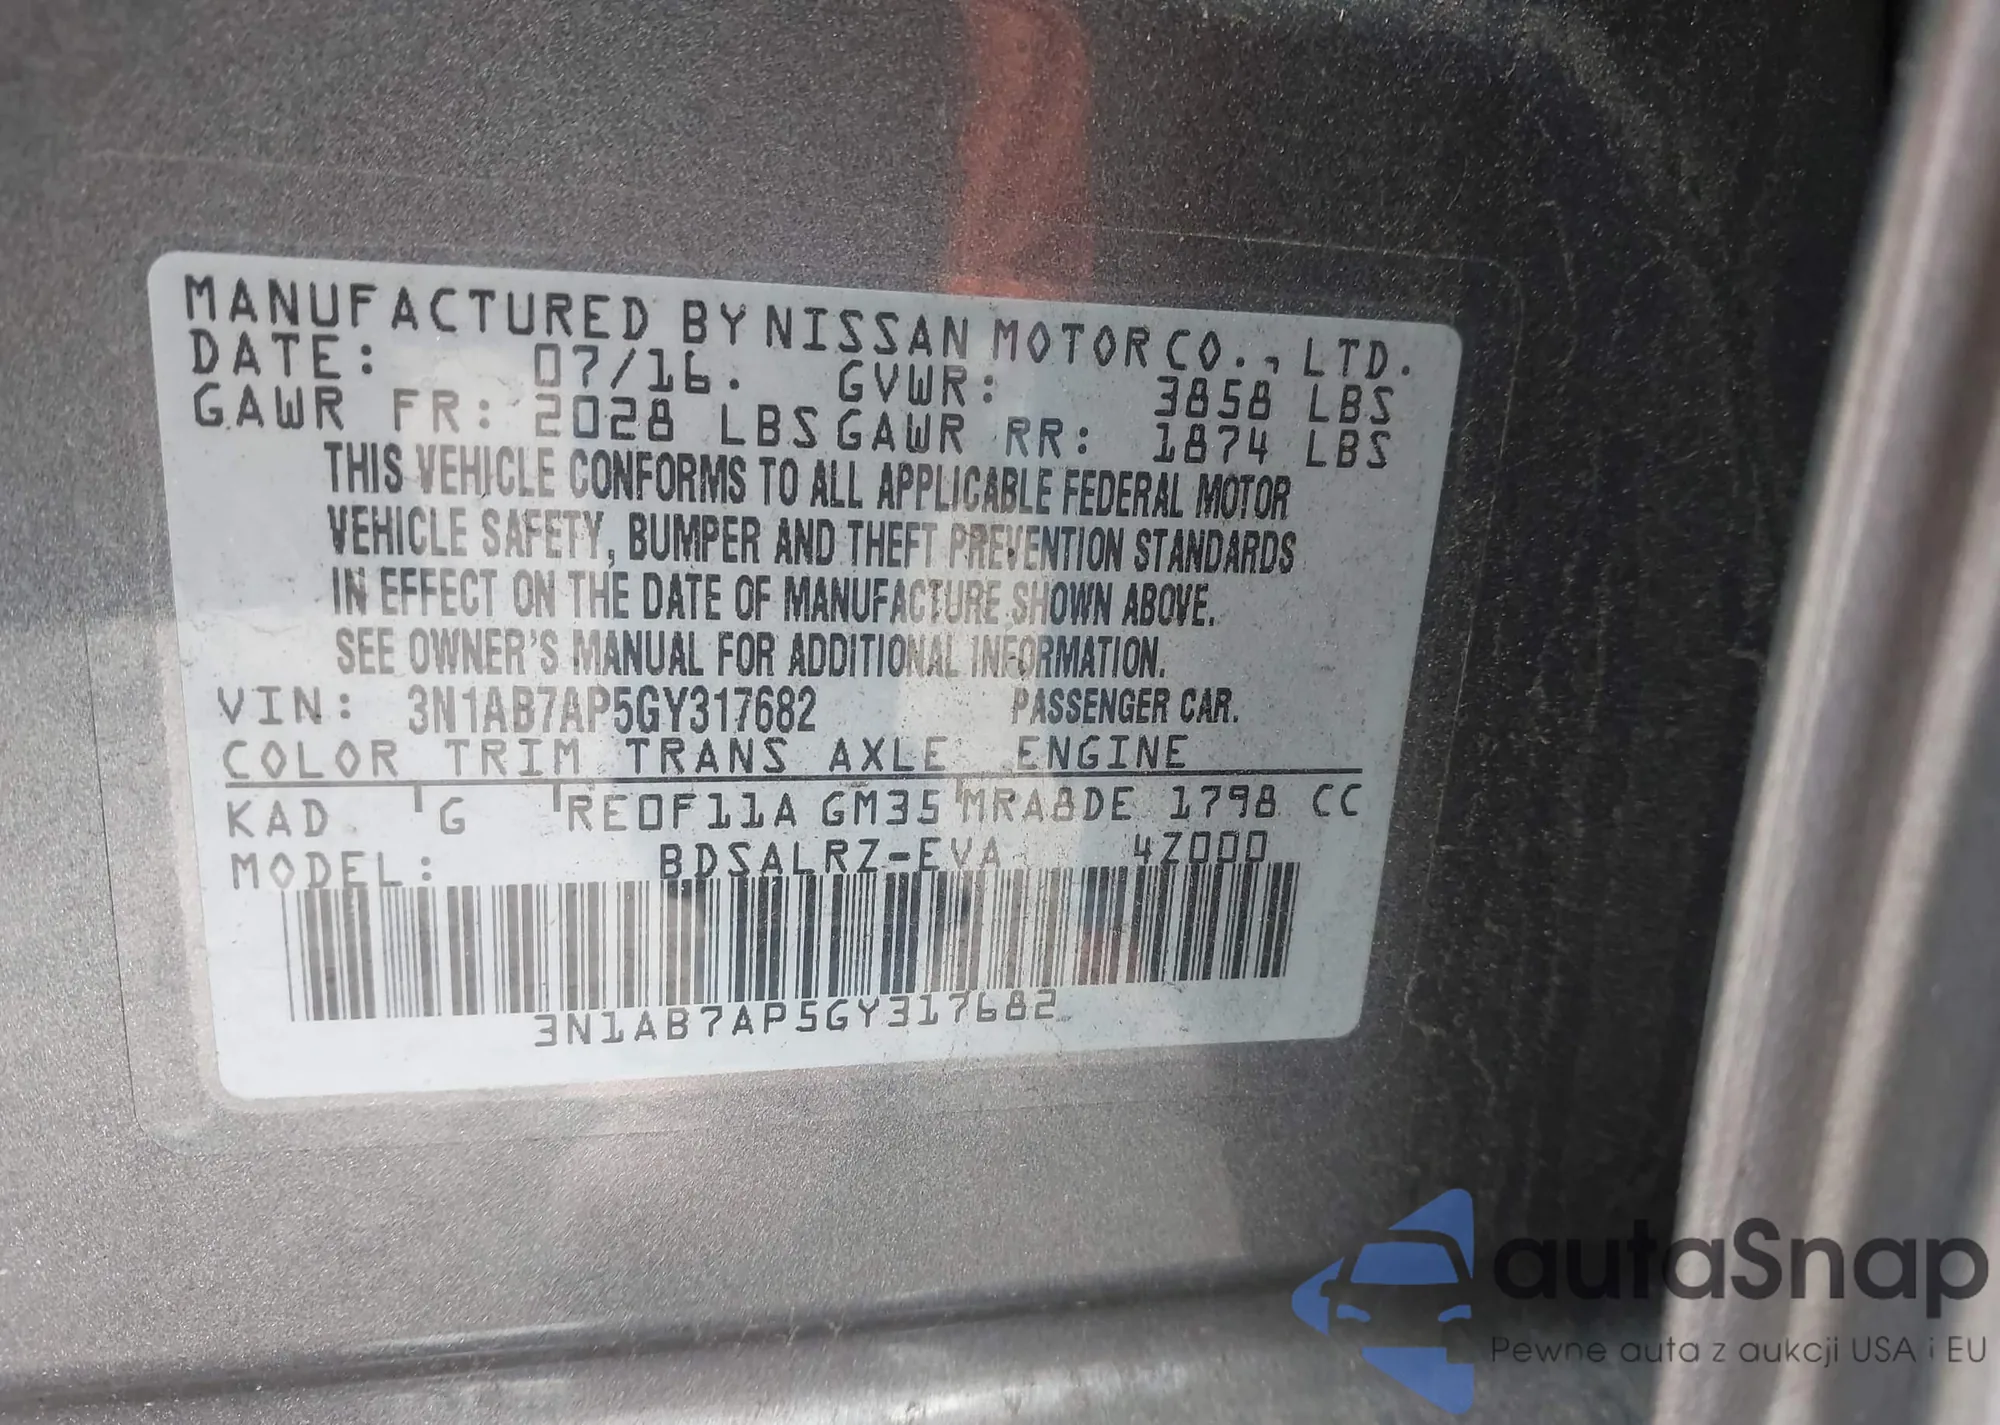 MANUFACTURED BY NISSAN MOTOR CO., LTD.
DATE: 07/16. GVWR: 3858 LBS
GAWR FR: 2028 LBS GAWR RR: 1874 LBS
THIS VEHICLE CONFORMS TO ALL APPLICABLE FEDERAL MOTOR
VEHICLE SAFETY, BUMPER AND THEFT PREVENTION STANDARDS
IN EFFECT ON THE DATE OF MANUFACTURE SHOWN ABOVE.
SEE OWNER'S MANUAL FOR ADDITIONAL INFORMATION.
VIN: 3N1AB7AP5GY317682 PASSENGER CAR.
COLOR TRIM TRANS AXLE ENGINE
KAD G RE0F11A GM35 MRA8DE 1798 CC
MODEL: BDSALRZ-EVA 4Z000
3N1AB7AP5GY317682
autaSnap
Pewne auta z aukcji USA i EU